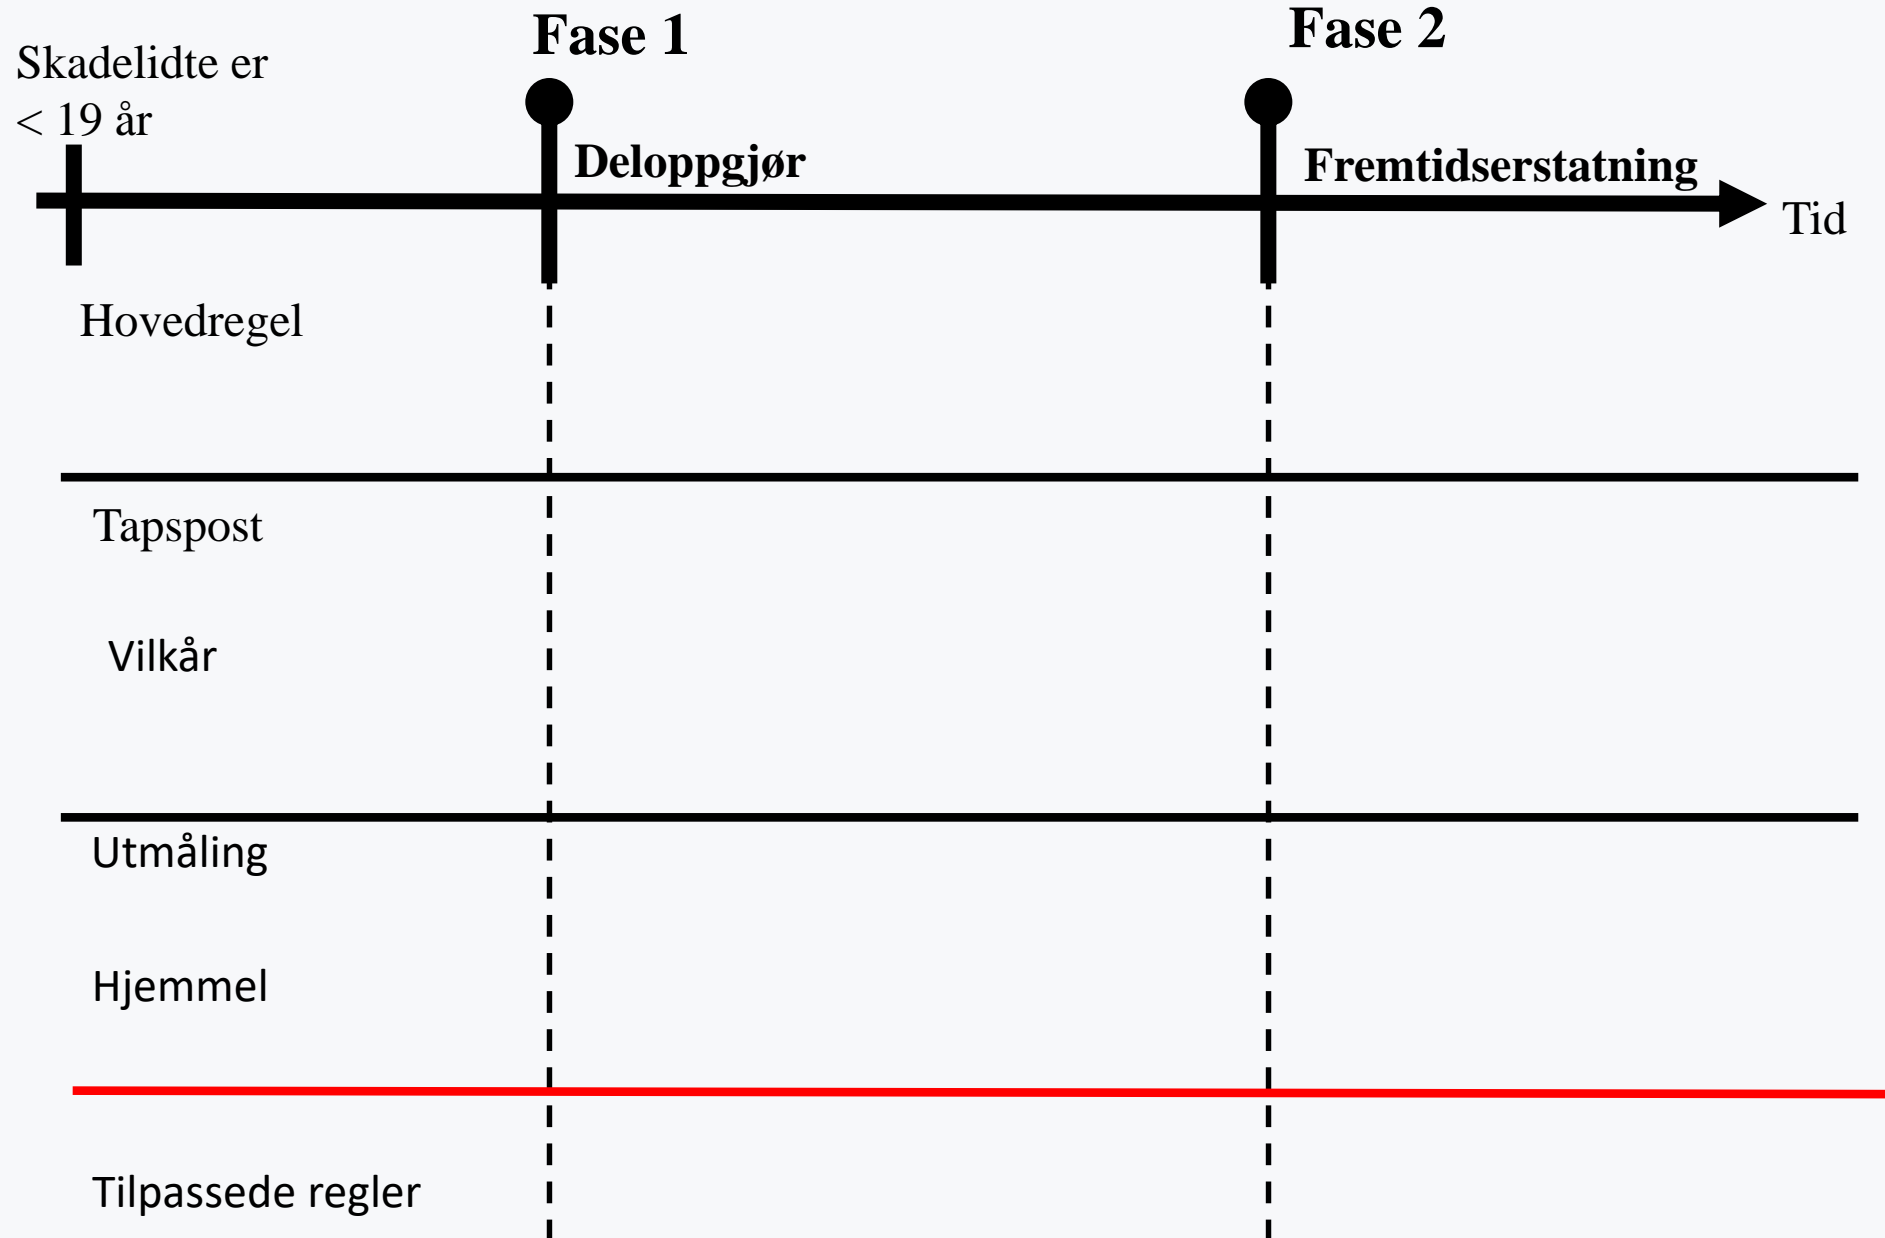 Skadelidte er
< 19 år
Fase 1
Fase 2
Deloppgjør
Fremtidserstatning
Tid
Hovedregel
Tapspost
Vilkår
Utmåling
Hjemmel
Tilpassede regler